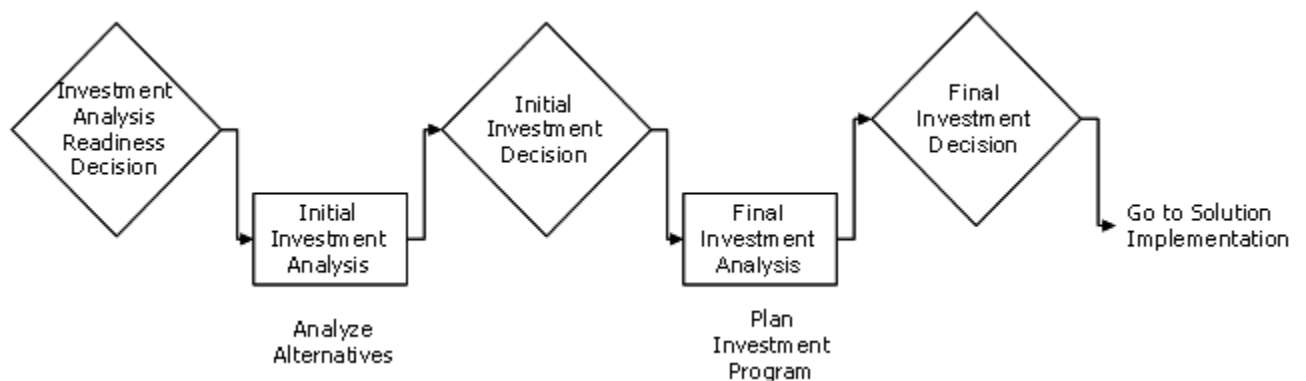 Investment
Analysis
Readiness
Decision
Initial
Investment
Analysis
Analyze
Alternatives
Initial
Investment
Decision
Final
Investment
Analysis
Plan
Investment
Program
Final
Investment
Decision
Go to Solution
Implementation